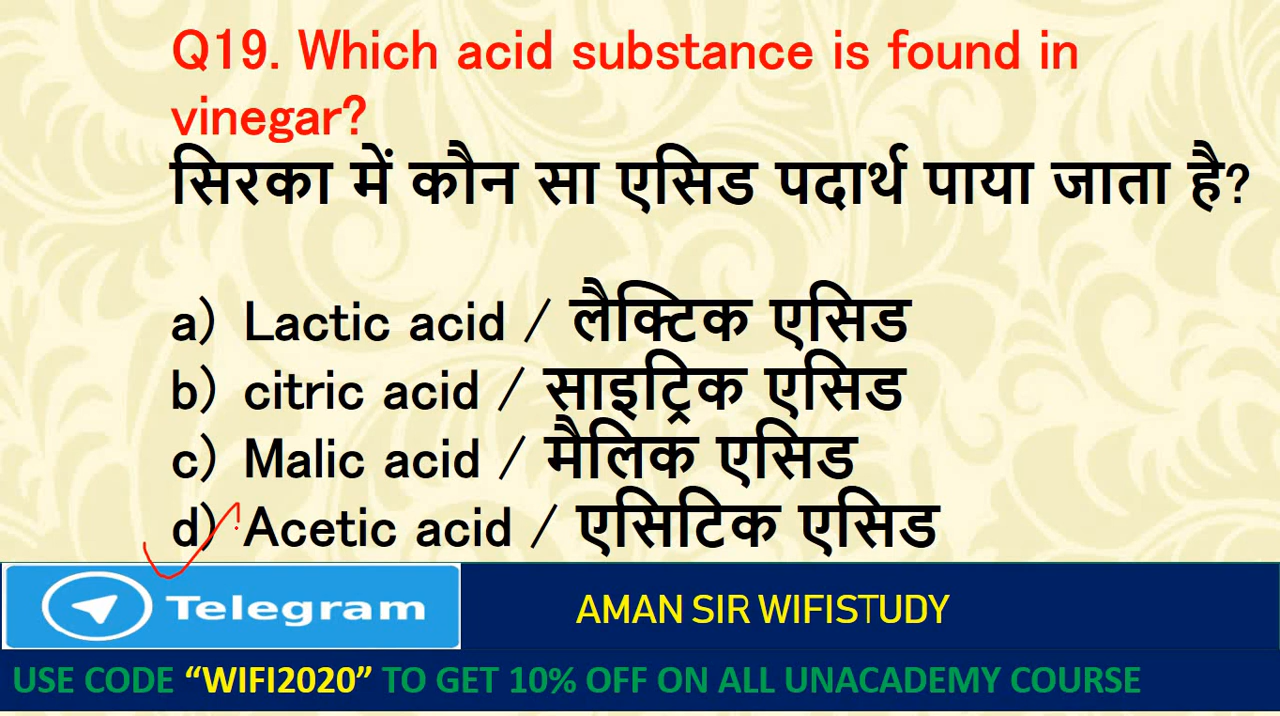 Q19. Which acid substance is found in
vinegar?
सिरका में कौन सा एसिड पदार्थ पाया जाता है?
a) Lactic acid / लैक्टिक एसिड
b) citric acid / साइट्रिक एसिड
c) Malic acid / मैलिक एसिड
d) Acetic acid / एसिटिक एसिड
Telegram
AMAN SIR WIFISTUDY
USE CODE “WIFI2020” TO GET 10% OFF ON ALL UNACADEMY COURSE